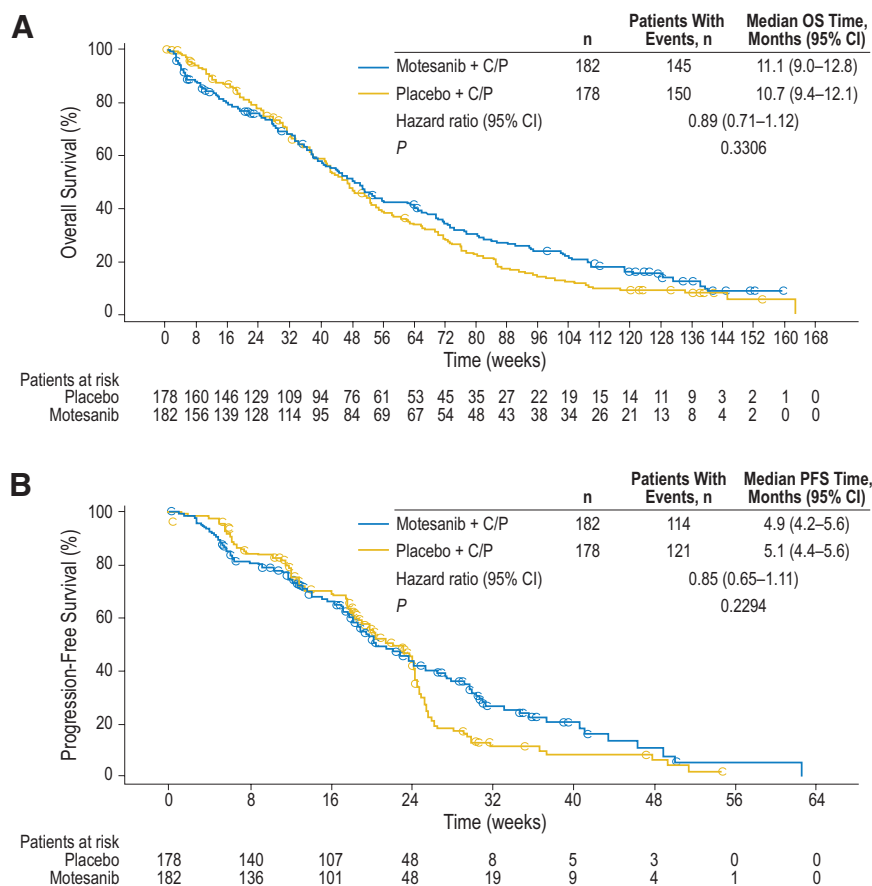 A
Patients With
Median OS Time,
n
Events, n
Months (95% CI)
Motesanib + C/P
182
145
11.1 (9.0–12.8)
Placebo + C/P
178
150
10.7 (9.4–12.1)
Hazard ratio (95% CI)
0.89 (0.71–1.12)
P
0.3306
Overall Survival (%)
100
80
60
40
20
0
0 8 16 24 32 40 48 56 64 72 80 88 96 104 112 120 128 136 144 152 160 168
Time (weeks)
Patients at risk
Placebo 178 160 146 129 109 94 76 61 53 45 35 27 22 19 15 14 11 9 3 2 1 0
Motesanib 182 156 139 128 114 95 84 69 67 54 48 43 38 34 26 21 13 8 4 2 0 0
B
Patients With
Median PFS Time,
n
Events, n
Months (95% CI)
Motesanib + C/P
182
114
4.9 (4.2–5.6)
Placebo + C/P
178
121
5.1 (4.4–5.6)
Hazard ratio (95% CI)
0.85 (0.65–1.11)
P
0.2294
Progression-Free Survival (%)
100
80
60
40
20
0
0 8 16 24 32 40 48 56 64
Time (weeks)
Patients at risk
Placebo 178 140 107 48 8 5 3 0 0
Motesanib 182 136 101 48 19 9 4 1 0